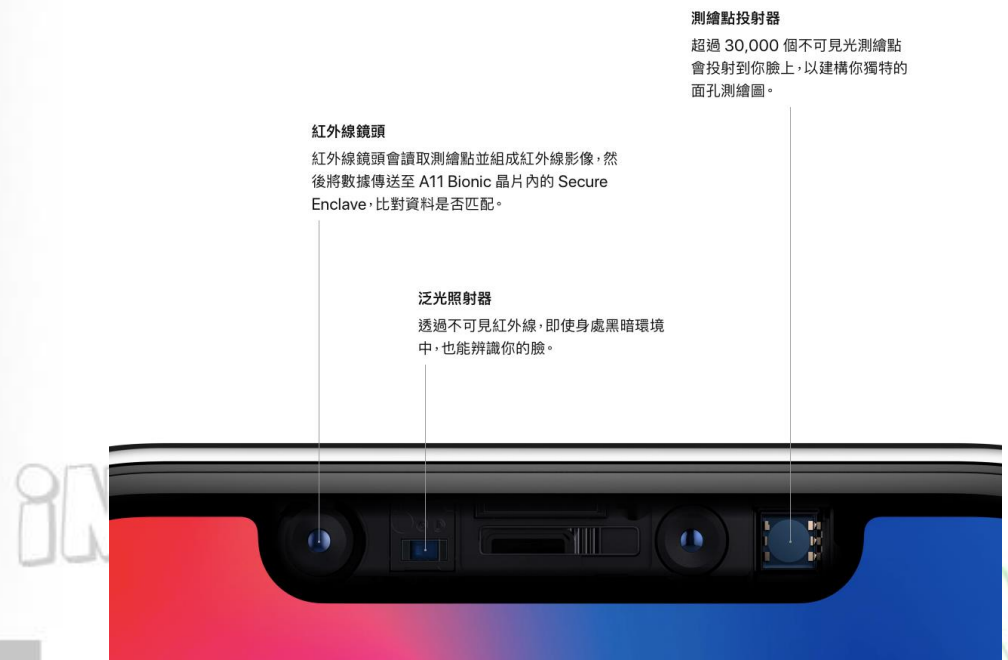 測繪點投射器
超過 30,000 個不可見光測繪點
會投射到你臉上，以建構你獨特的
面孔測繪圖。
紅外線鏡頭
紅外線鏡頭會讀取測繪點並組成紅外線影像，然
後將數據傳送至 A11 Bionic 晶片內的 Secure
Enclave，比對資料是否匹配。
泛光照射器
透過不可見紅外線，即使身處黑暗環境
中，也能辨識你的臉。